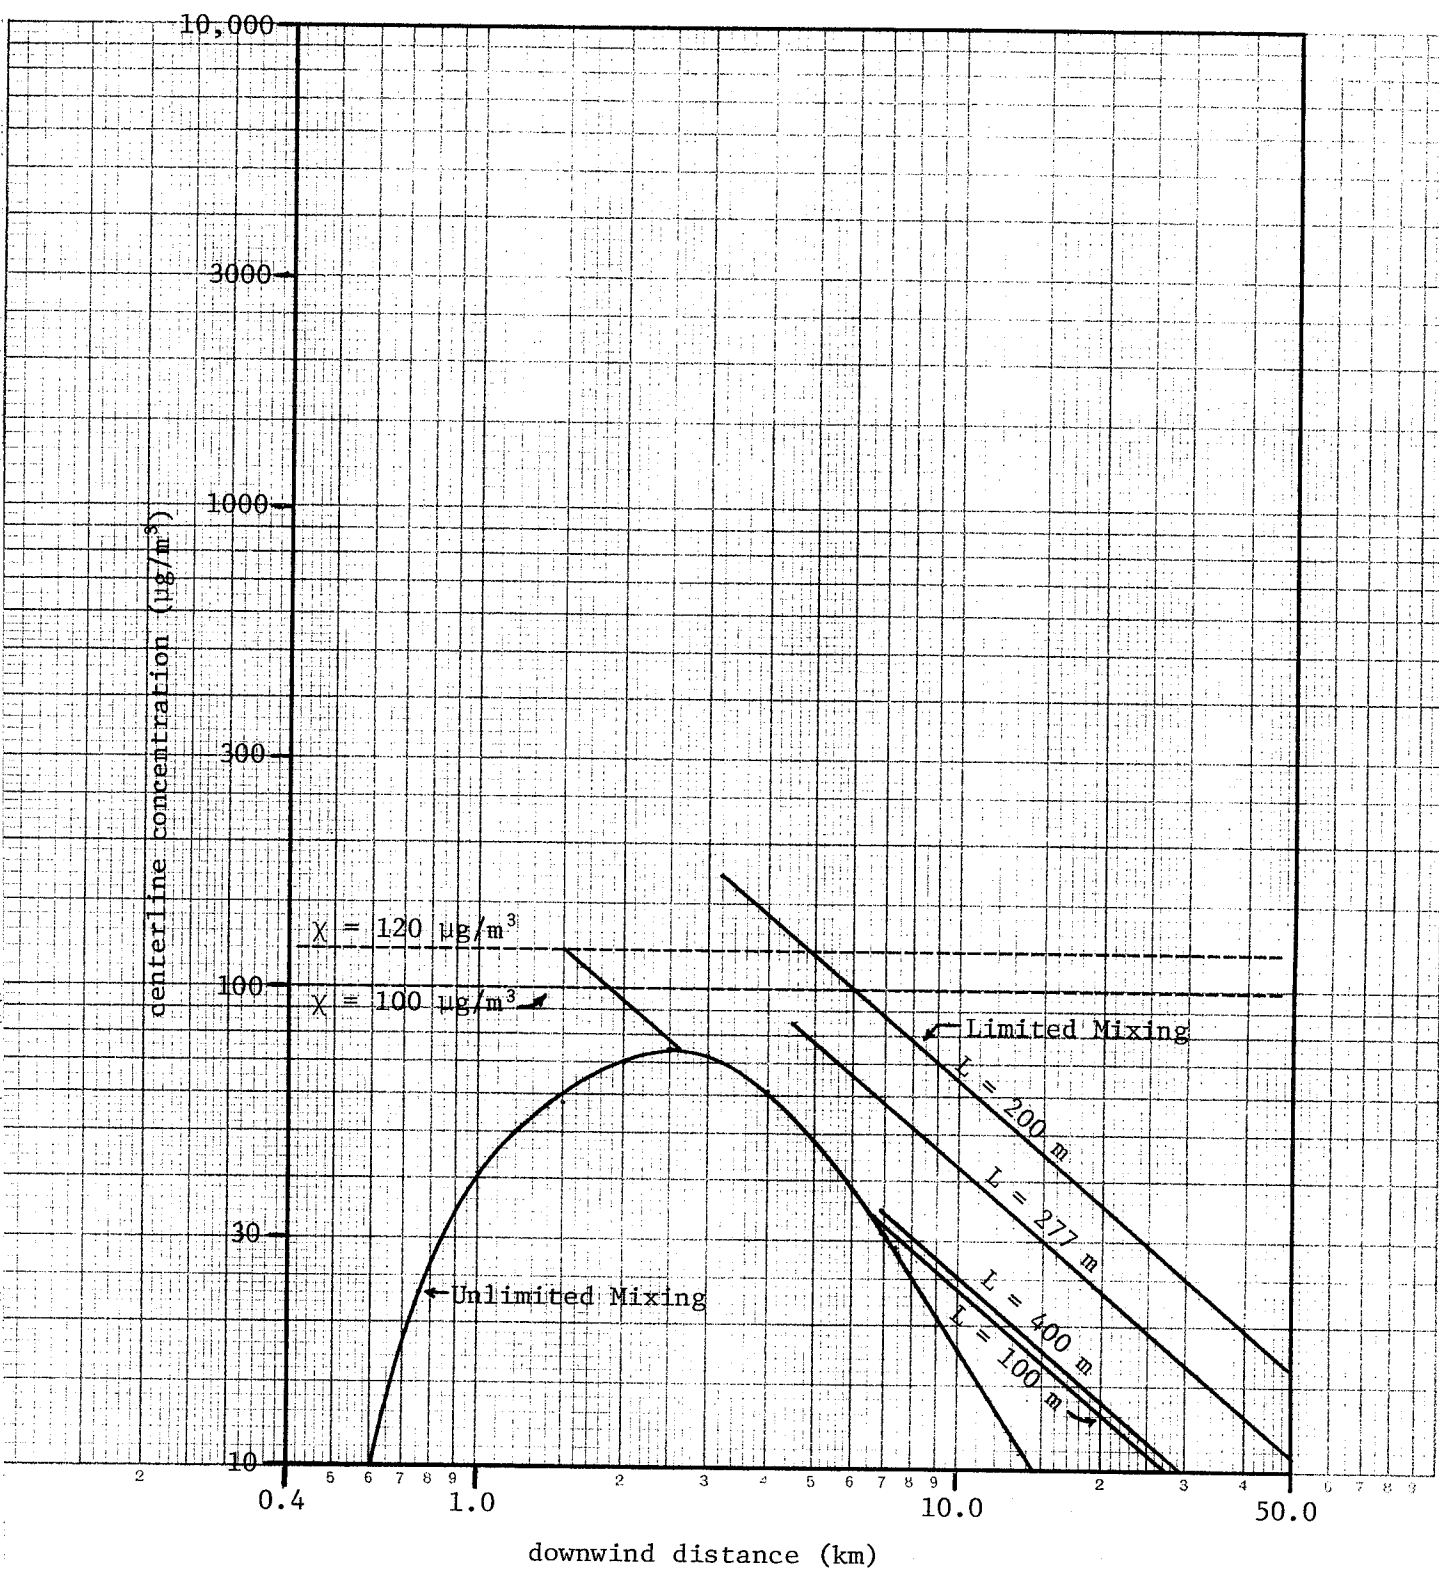 10,000
3000
1000
300
100
30
10
centerline concentration (µg/m³)
χ = 120 µg/m³
χ = 100 µg/m³
Limited Mixing
L = 200 m
L = 277 m
L = 400 m
L = 100 m
Unlimited Mixing
2 5 6 7 8 9 2 3 4 5 6 7 8 9 2 3 4 6 7 8 9
0.4 1.0 10.0 50.0
downwind distance (km)